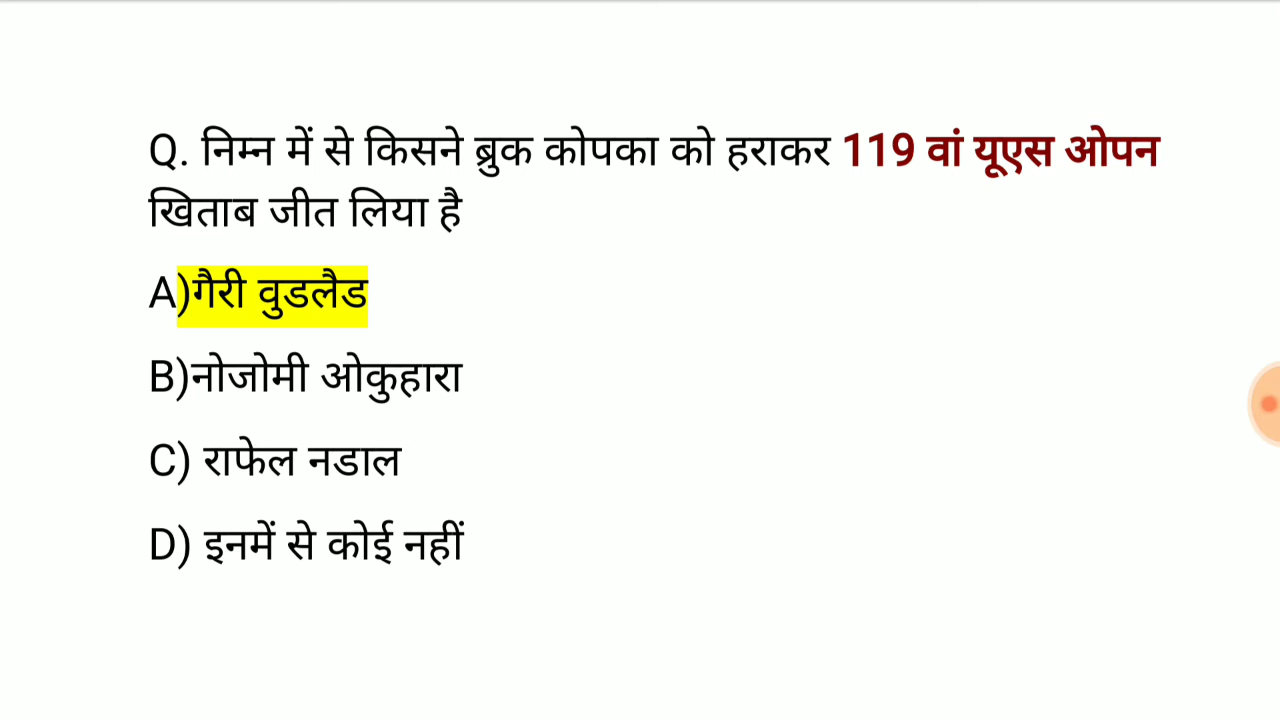 Q. निम्न में से किसने ब्रुक कोपका को हराकर 119 वां यूएस ओपन
खिताब जीत लिया है
A)गैरी वुडलैड
B)नोजोमी ओकुहारा
C) राफेल नडाल
D) इनमें से कोई नहीं